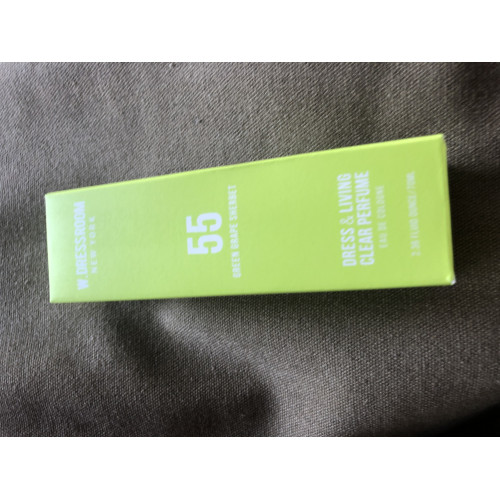 W.DRESSROOM
NEW YORK
55
GREEN GRAPE SHERBET
DRESS & LIVING
CLEAR PERFUME
EAU DE COLOGNE